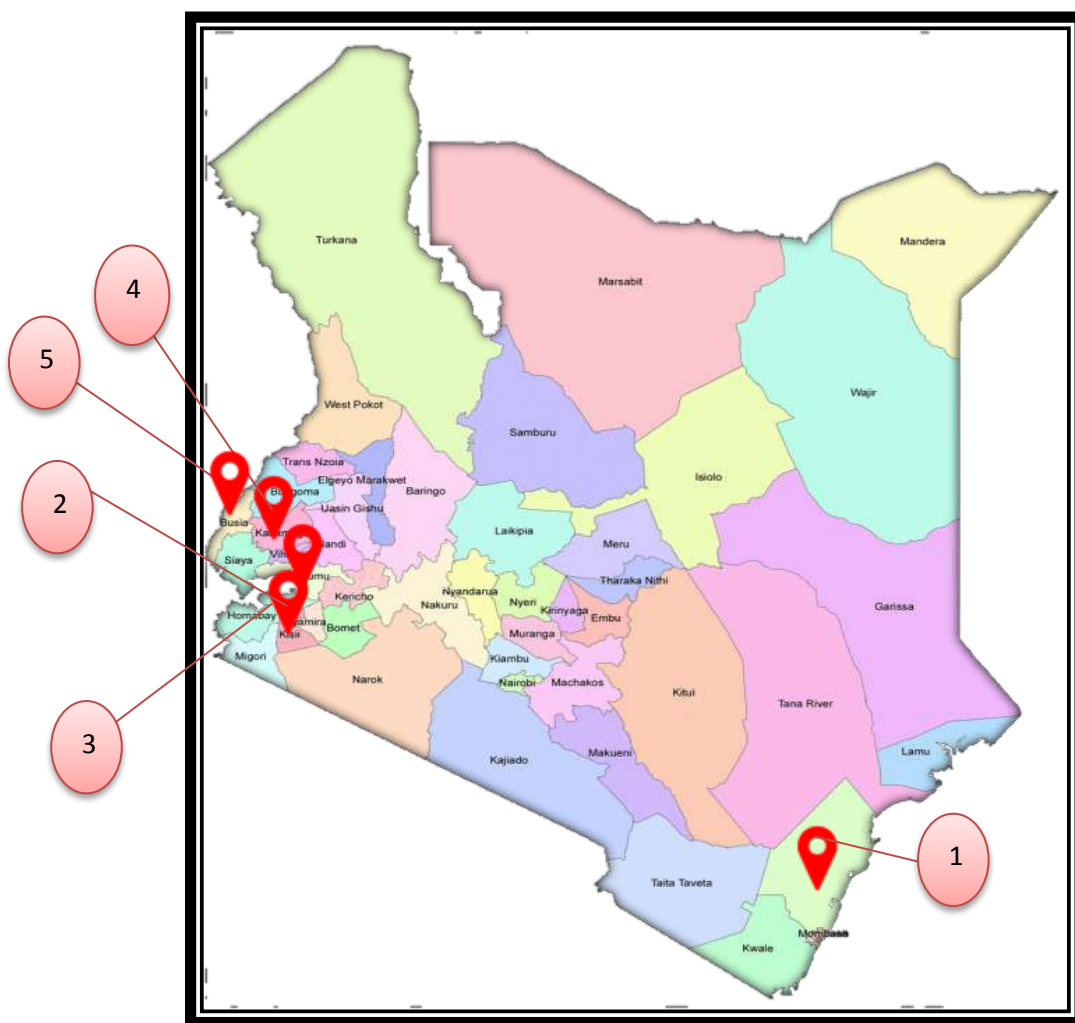 Turkana
Mandera
Marsabit
4
5
Wajir
West Pokot
Samburu
Trans Nzoia
Isiolo
Elgeyo Marakwet
Baringo
2
Uasin Gishu
Busia
Laikipia
Meru
Siaya
Tharaka Nithi
Nyandarua
Kericho
Nyeri
Nakuru
Garissa
Kirinyaga
Embu
Homabay
Bomet
Muranga
Kisii
Migori
Kiambu
Narok
Nairobi
Machakos
Kitui
Tana River
3
Lamu
Makueni
Kajiado
1
Taita Taveta
Kwale